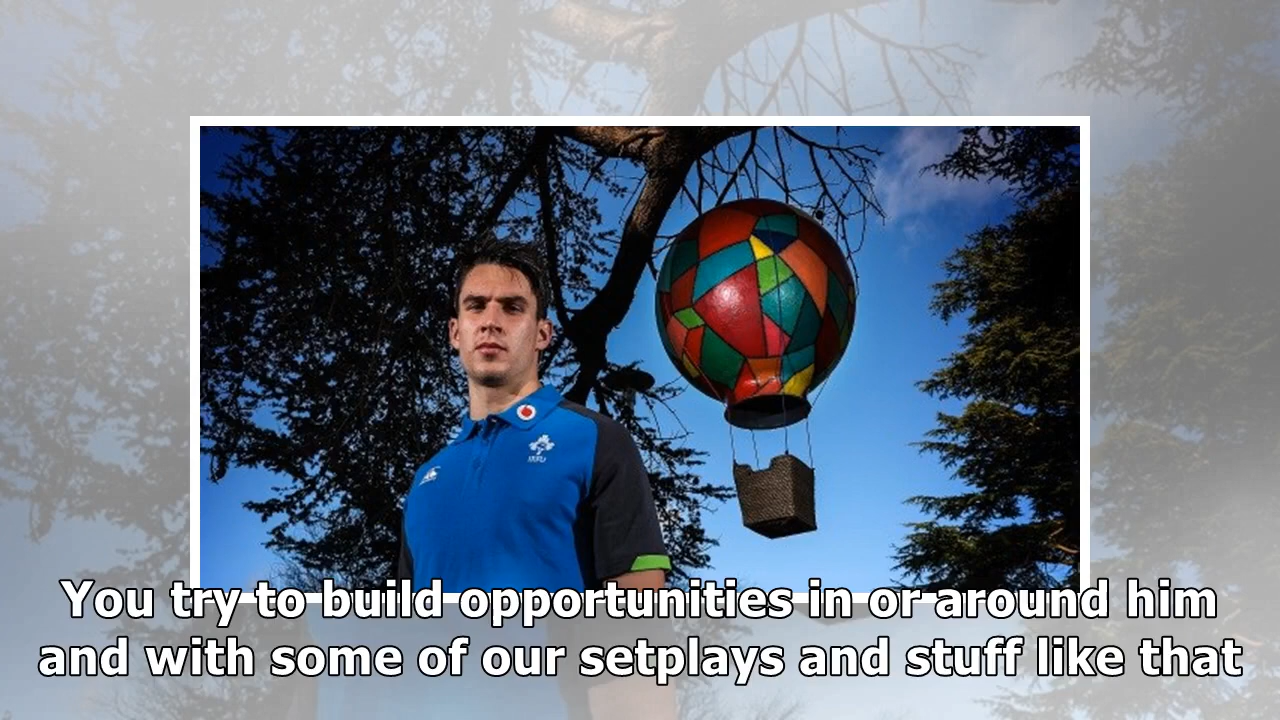 You try to build opportunities in or around him
and with some of our setplays and stuff like that